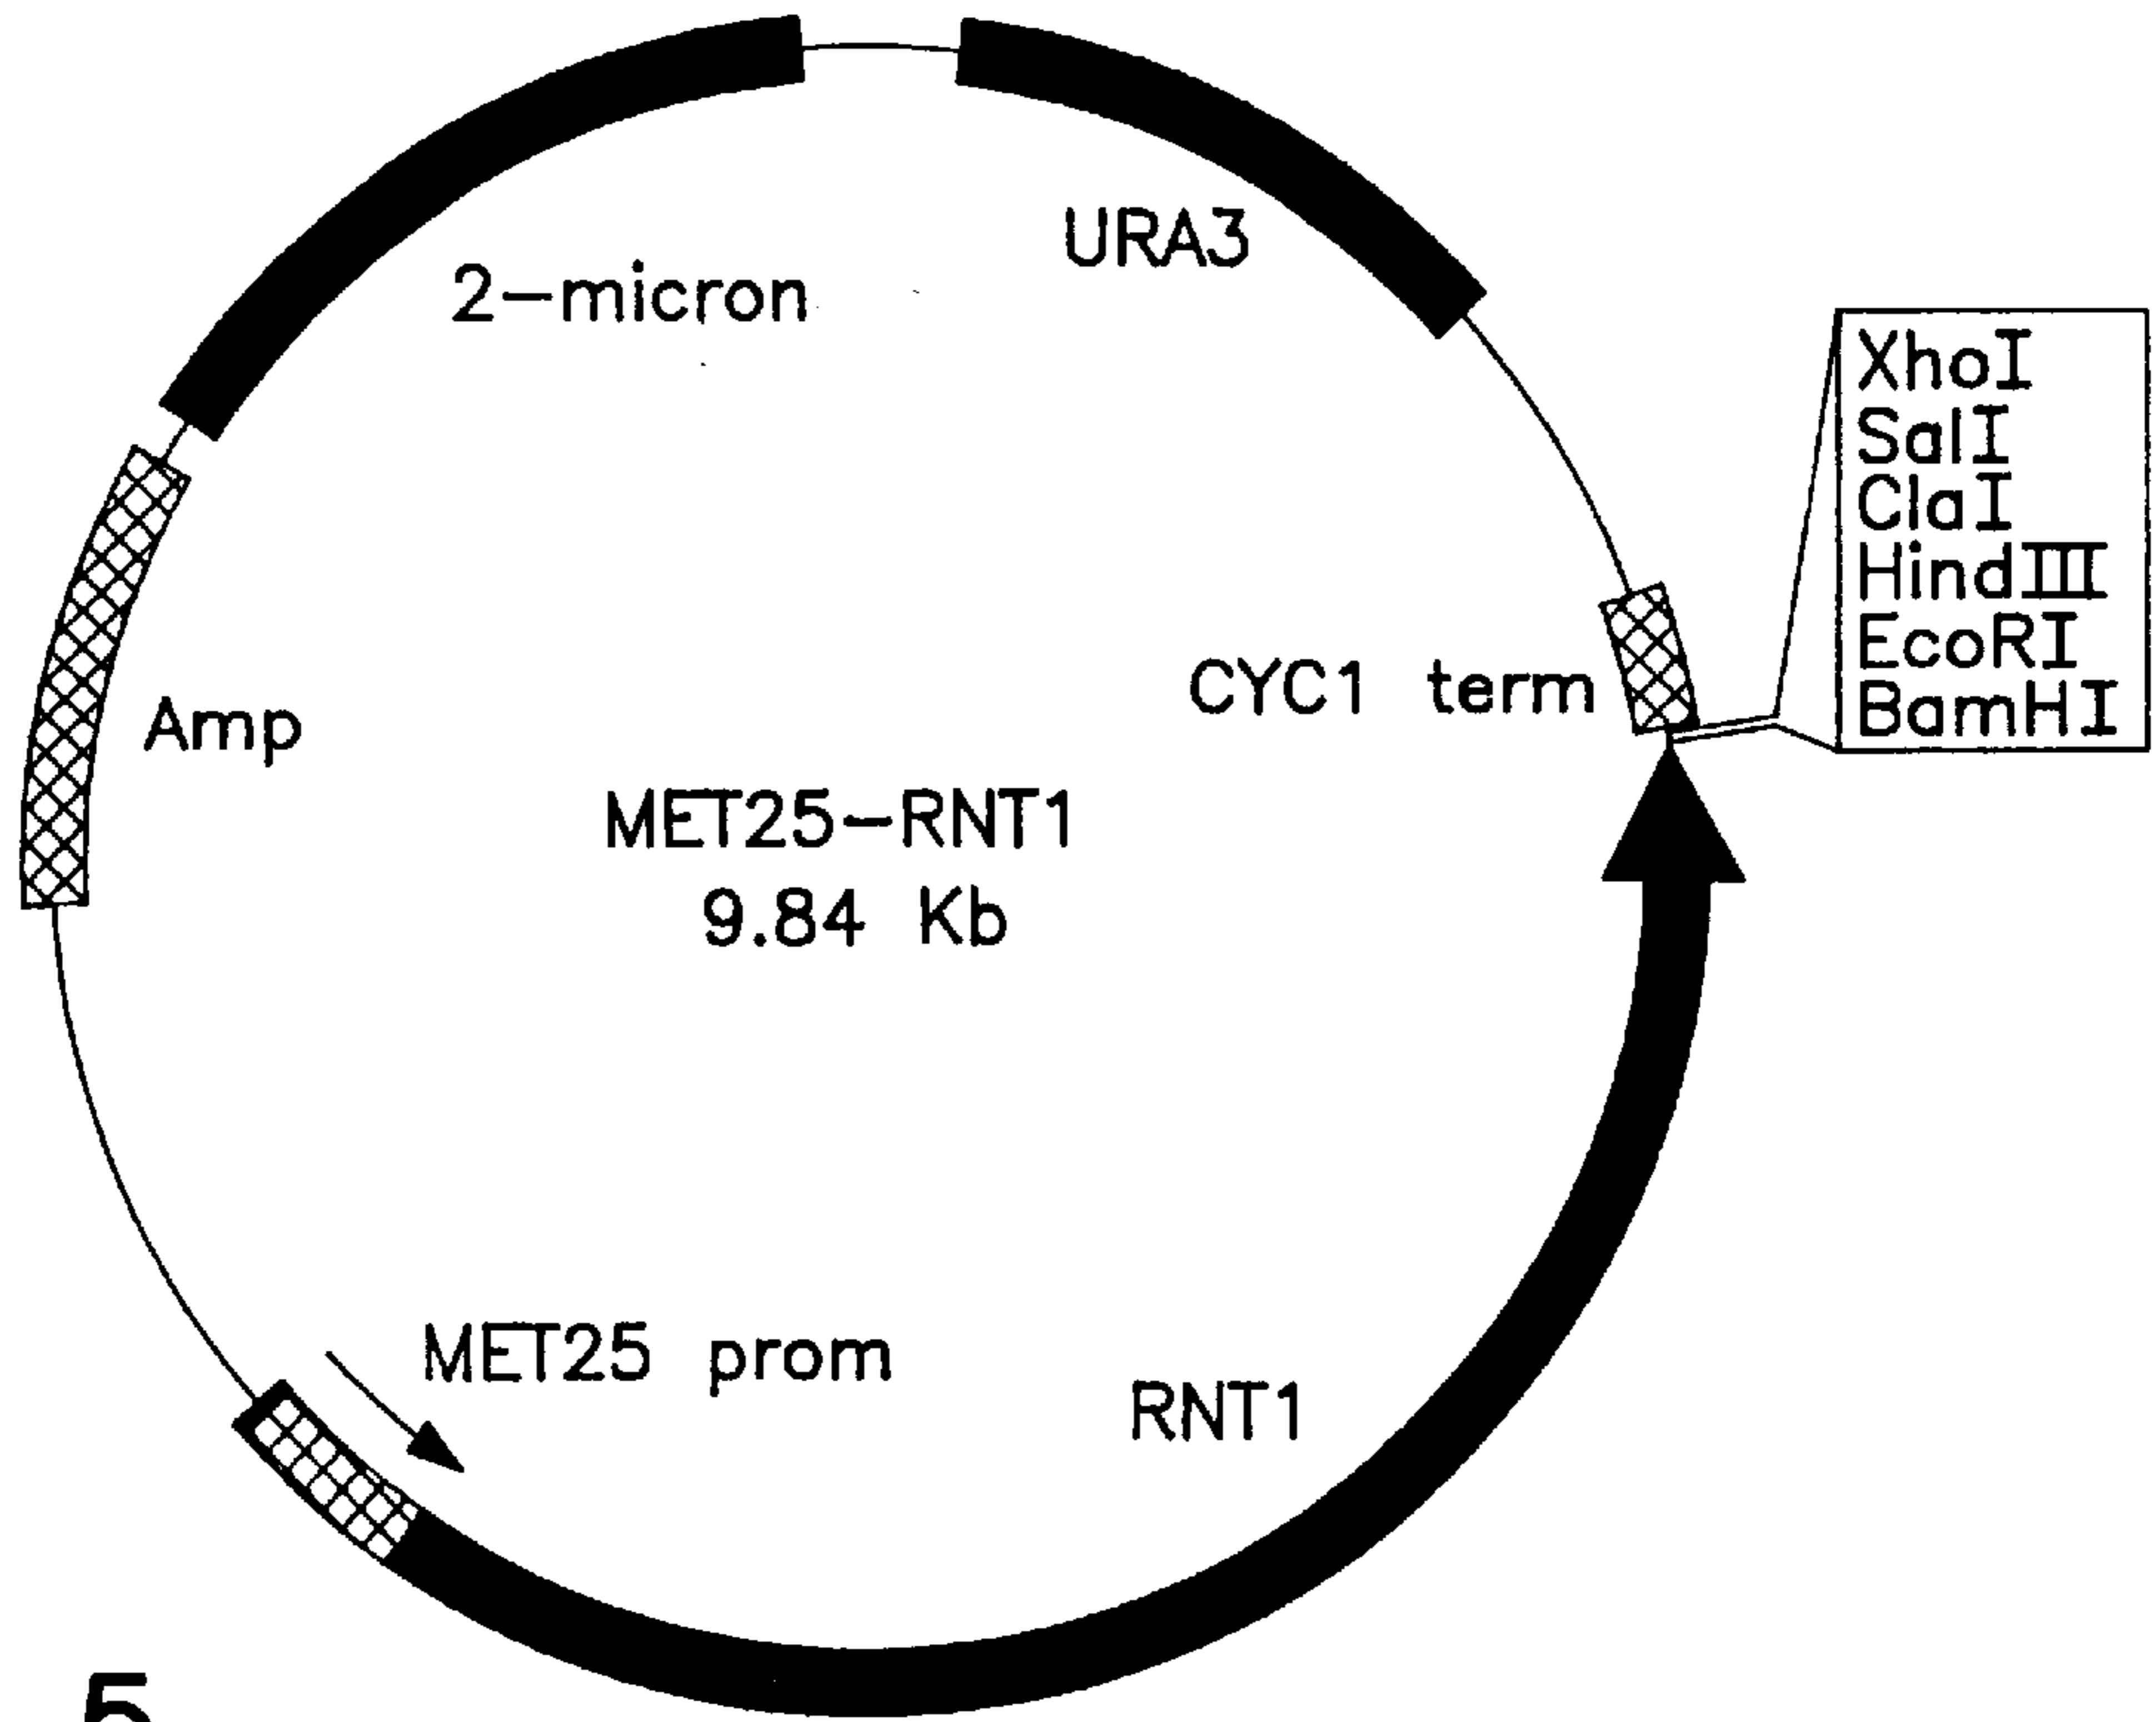 URA3
2-micron
XhoI
SalI
ClaI
HindIII
EcoRI
BamHI
CYC1 term
Amp
MET25-RNT1
9.84 Kb
MET25 prom
RNT1
5